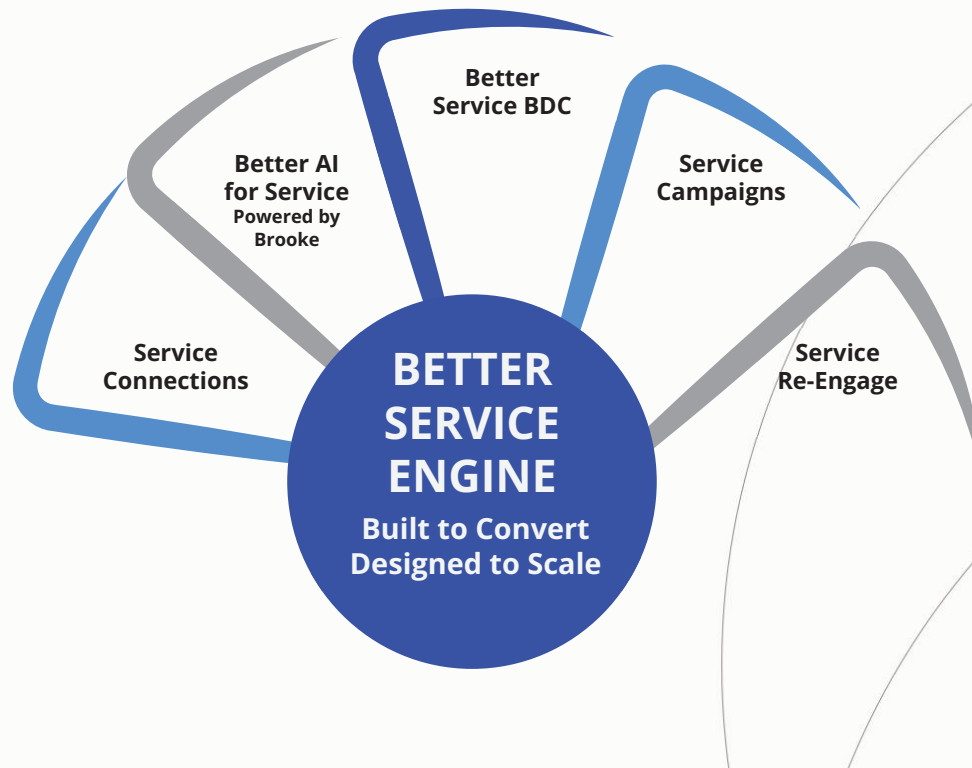 Better
Service BDC
Better AI
for Service
Powered by
Brooke
Service
Campaigns
Service
Connections
Service
Re-Engage
BETTER
SERVICE
ENGINE
Built to Convert
Designed to Scale